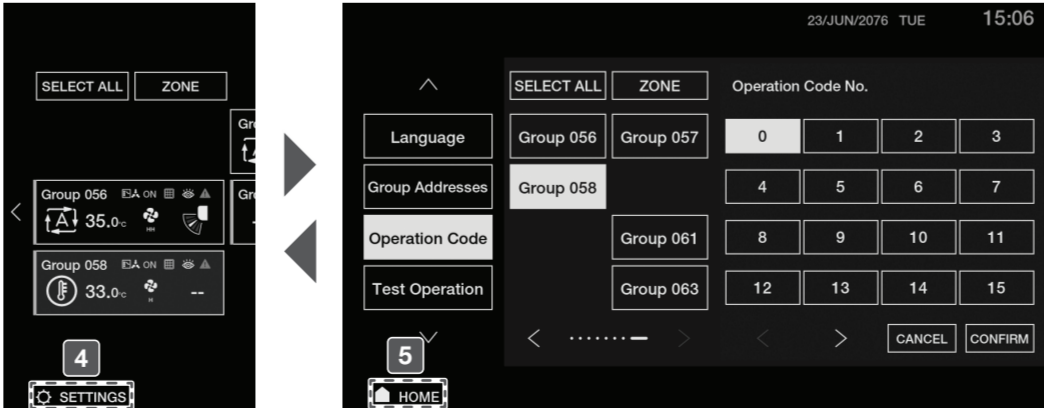 SELECT ALL ZONE
Group 056 ON
35.0°C
HH
Group 058 ON
33.0°C
H
--
4
SETTINGS
23/JUN/2076 TUE 15:06
SELECT ALL ZONE Operation Code No.
Language Group 056 Group 057 0 1 2 3
Group Addresses Group 058 4 5 6 7
Operation Code Group 061 8 9 10 11
Test Operation Group 063 12 13 14 15
CANCEL CONFIRM
5
HOME